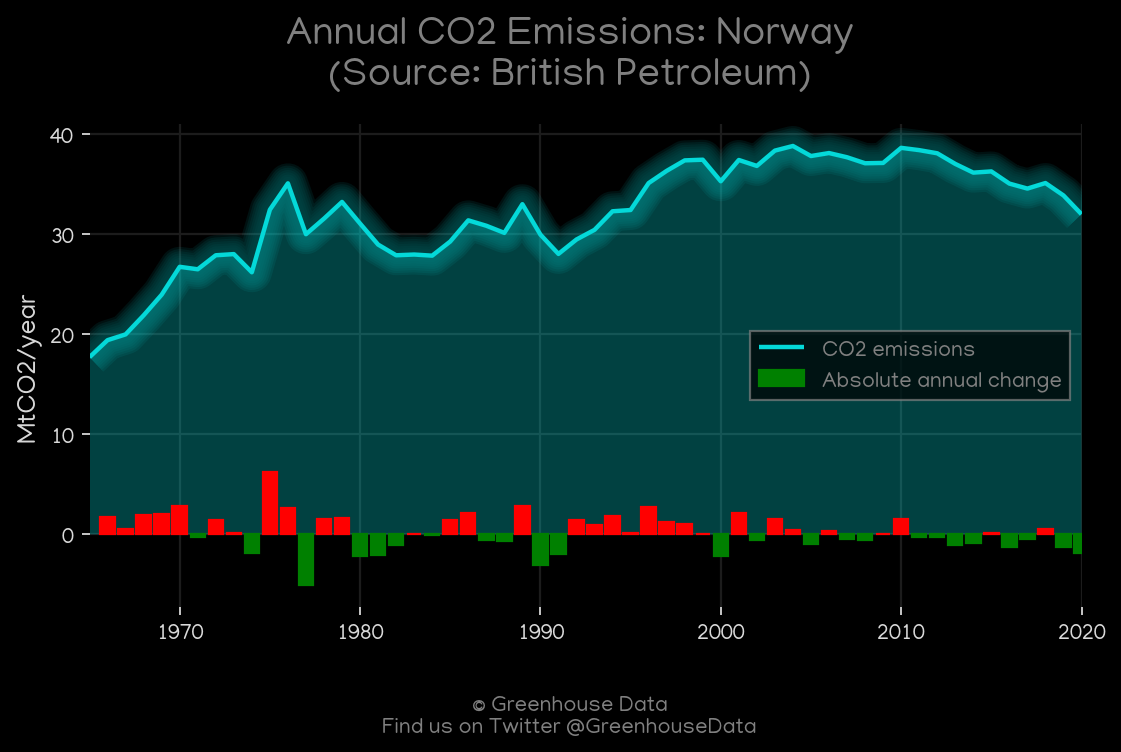 Annual CO2 Emissions: Norway
(Source: British Petroleum)
MtCO2/year
40
30
20
10
0
CO2 emissions
Absolute annual change
1970
1980
1990
2000
2010
2020
© Greenhouse Data
Find us on Twitter @GreenhouseData